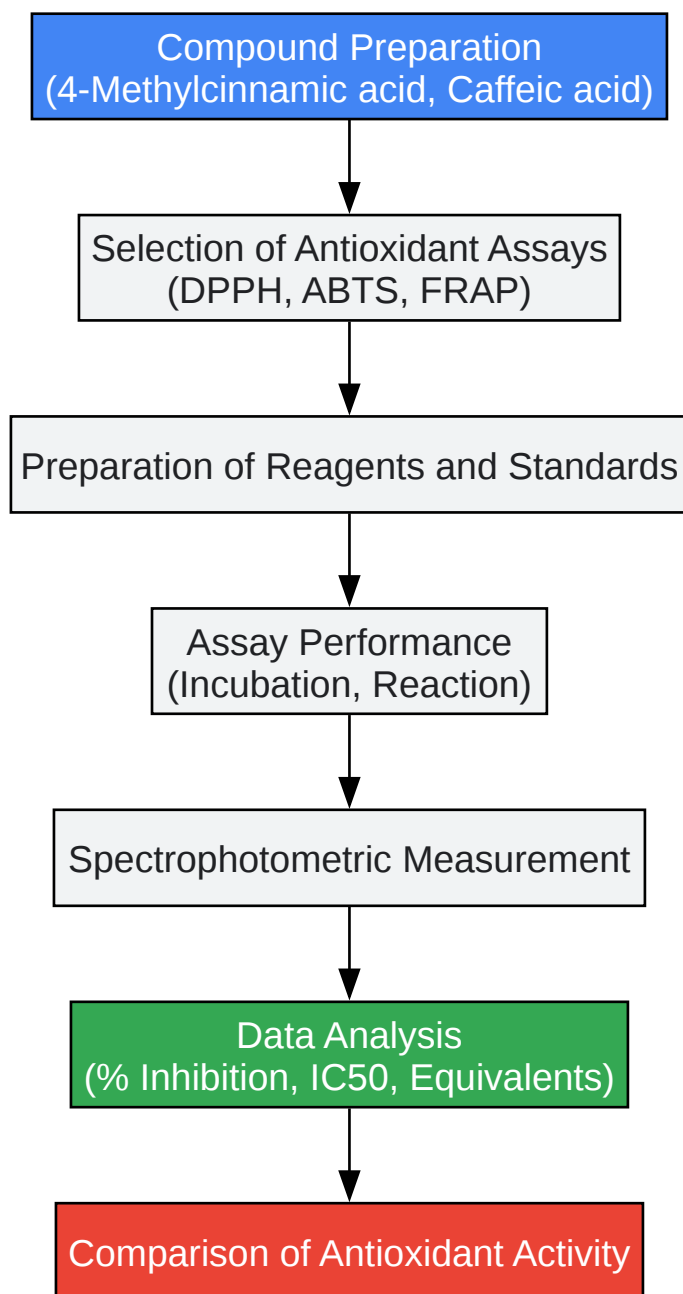 Compound Preparation
(4-Methylcinnamic acid, Caffeic acid)
Selection of Antioxidant Assays
(DPPH, ABTS, FRAP)
Preparation of Reagents and Standards
Assay Performance
(Incubation, Reaction)
Spectrophotometric Measurement
Data Analysis
(% Inhibition, IC50, Equivalents)
Comparison of Antioxidant Activity